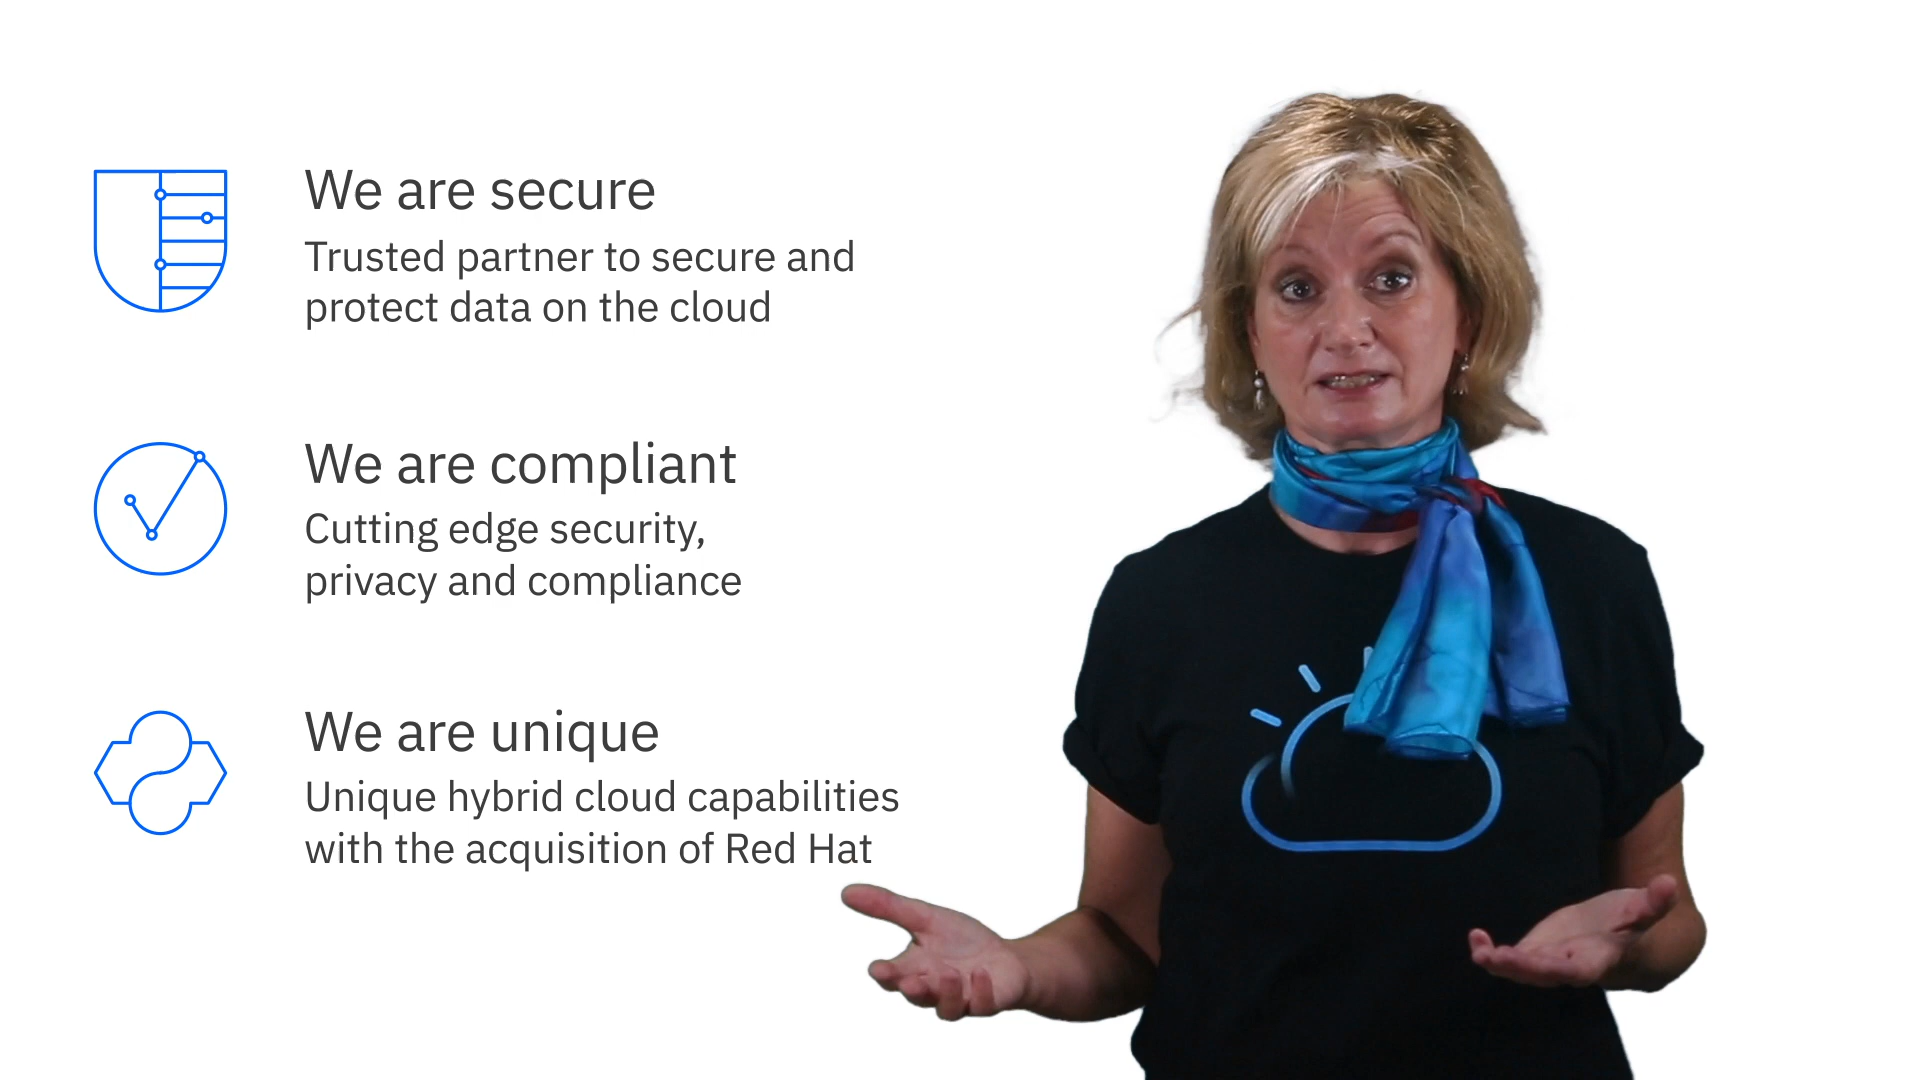 We are secure
Trusted partner to secure and
protect data on the cloud
We are compliant
Cutting edge security,
privacy and compliance
We are unique
Unique hybrid cloud capabilities
with the acquisition of Red Hat